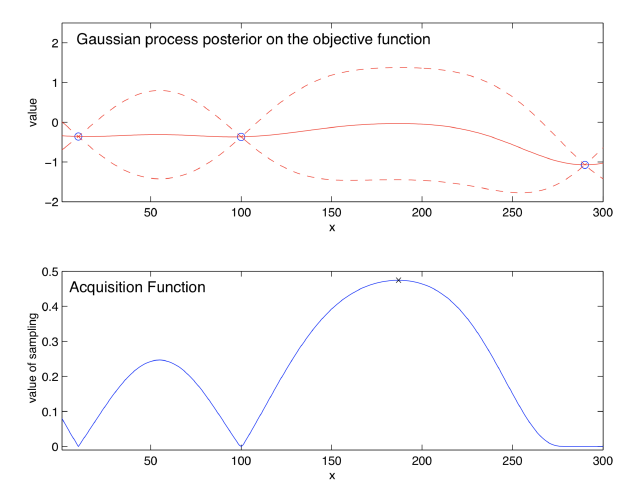 Gaussian process posterior on the objective function
value
2
1
0
−1
−2
50 100 150 200 250 300
x
Acquisition Function
value of sampling
0.5
0.4
0.3
0.2
0.1
0
50 100 150 200 250 300
x